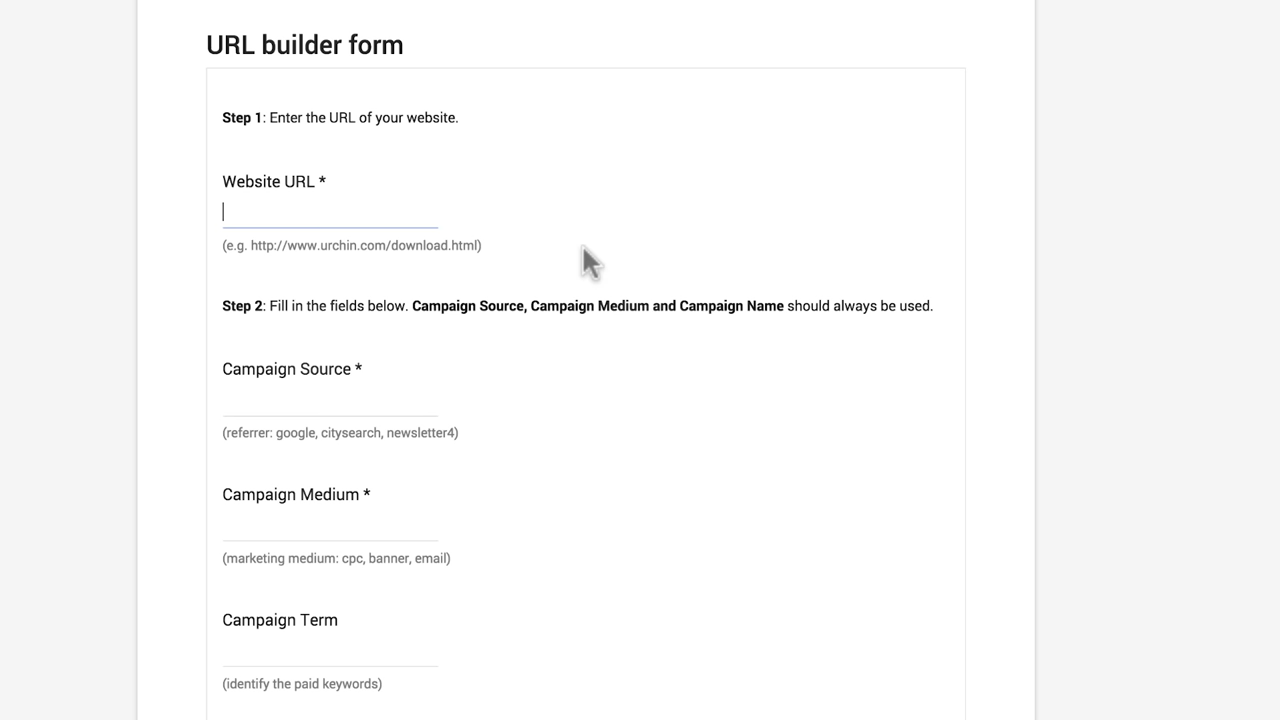 URL builder form
Step 1: Enter the URL of your website.
Website URL *
(e.g. http://www.urchin.com/download.html)
Step 2: Fill in the fields below. Campaign Source, Campaign Medium and Campaign Name should always be used.
Campaign Source *
(referrer: google, citysearch, newsletter4)
Campaign Medium *
(marketing medium: cpc, banner, email)
Campaign Term
(identify the paid keywords)